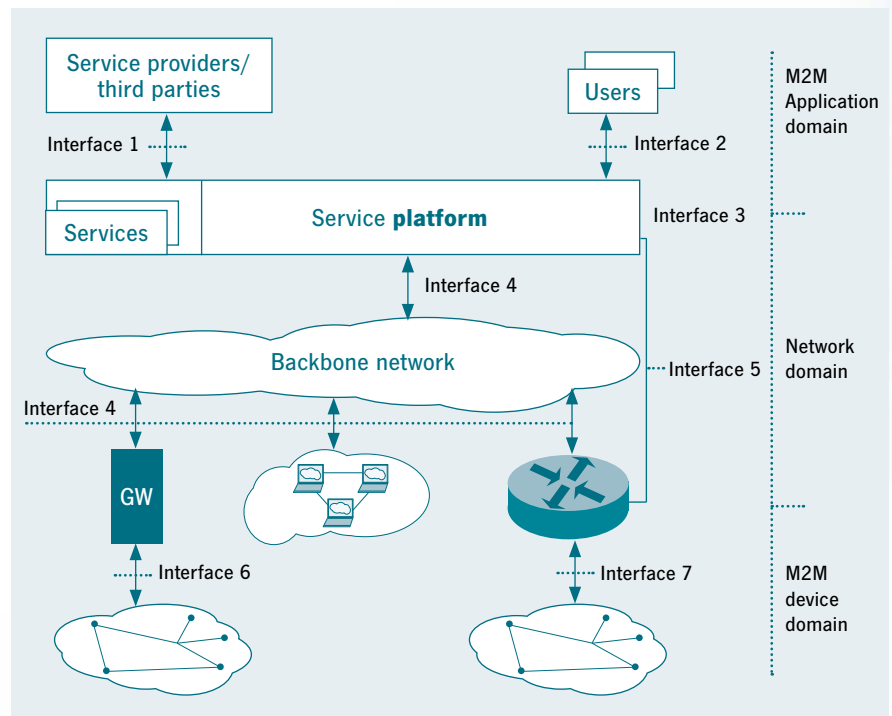 Service providers/
third parties
Users
M2M
Application
domain
Interface 1
Interface 2
Services
Service platform
Interface 3
Interface 4
Backbone network
Interface 5
Network
domain
Interface 4
GW
Interface 6
Interface 7
M2M
device
domain